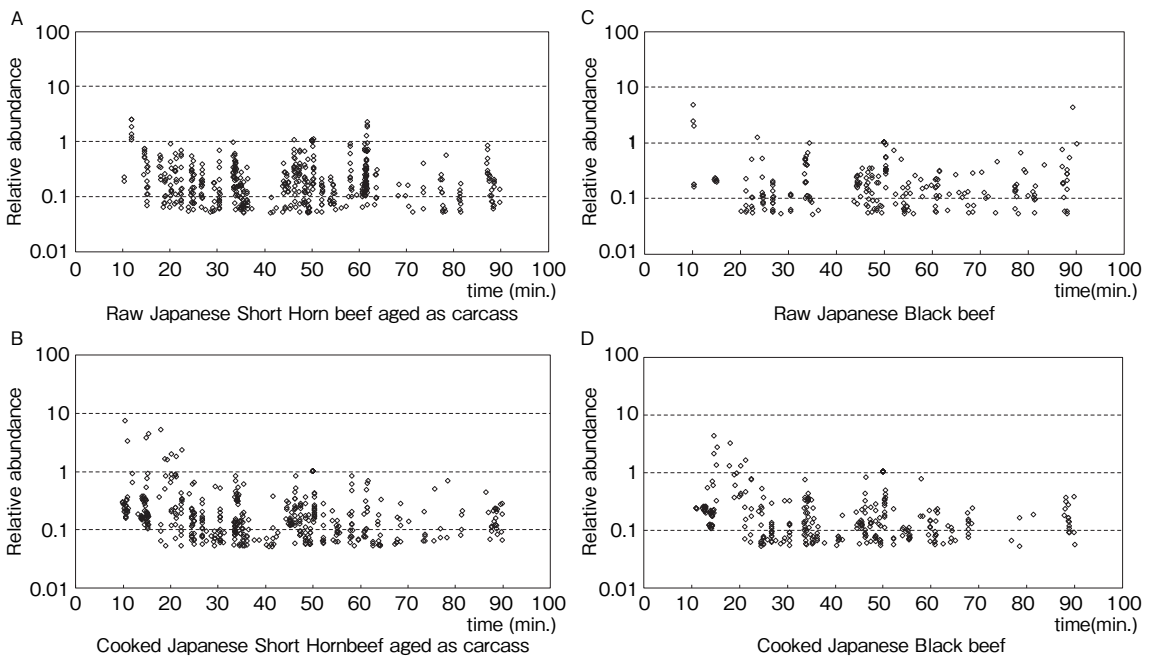 A
Relative abundance
100
10
1
0.1
0.01
0 10 20 30 40 50 60 70 80 90 100
time (min.)
Raw Japanese Short Horn beef aged as carcass
B
Relative abundance
100
10
1
0.1
0.01
0 10 20 30 40 50 60 70 80 90 100
time (min.)
Cooked Japanese Short Hornbeef aged as carcass
C
Relative abundance
100
10
1
0.1
0.01
0 10 20 30 40 50 60 70 80 90 100
time(min.)
Raw Japanese Black beef
D
Relative abundance
100
10
1
0.1
0.01
0 10 20 30 40 50 60 70 80 90 100
time(min.)
Cooked Japanese Black beef